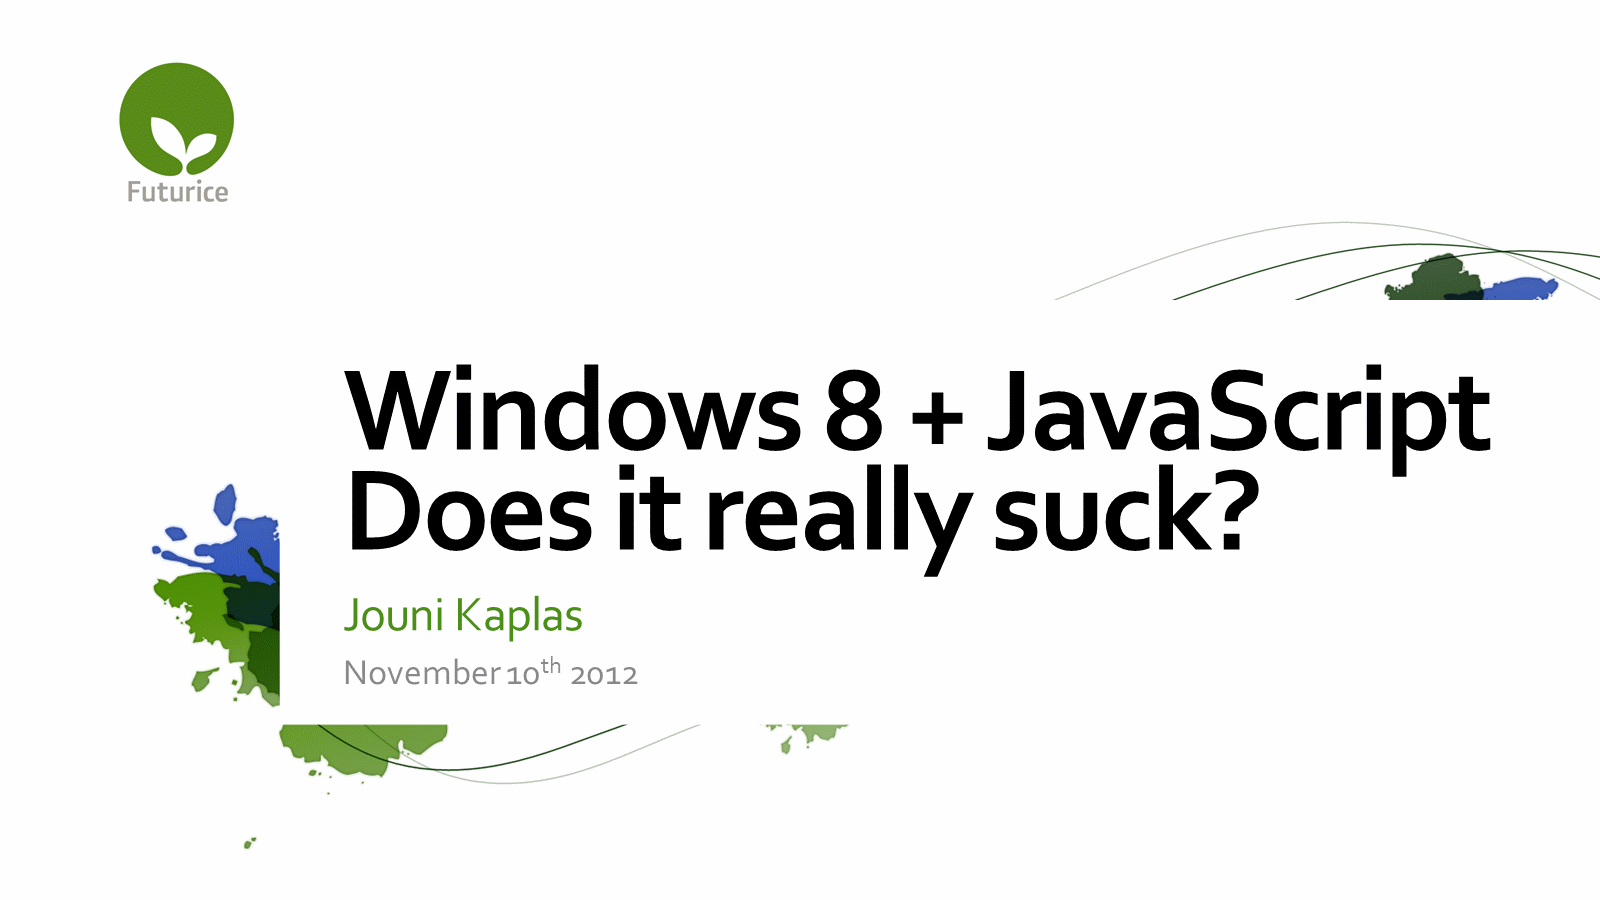 Futurice
Windows 8 + JavaScript
Does it really suck?
Jouni Kaplas
November 10th 2012